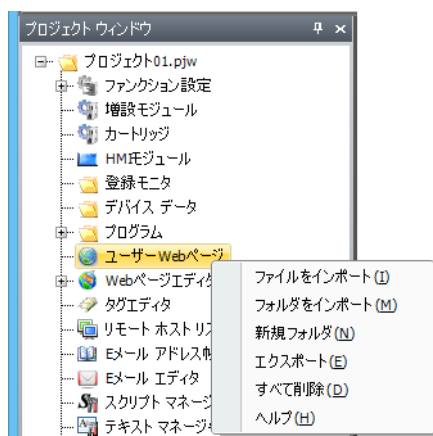 プロジェクト ウィンドウ
プロジェクト01.pjw
ファンクション設定
増設モジュール
カートリッジ
HMIモジュール
登録モニタ
デバイス データ
プログラム
ユーザーWebページ
Webページエディタ
ファイルをインポート(I)
タグエディタ
フォルダをインポート(M)
リモート ホスト リス
新規フォルダ(N)
Eメール アドレス帳
エクスポート(E)
Eメール エディタ
すべて削除(D)
スクリプト マネージ
ヘルプ(H)
テキスト マネージ